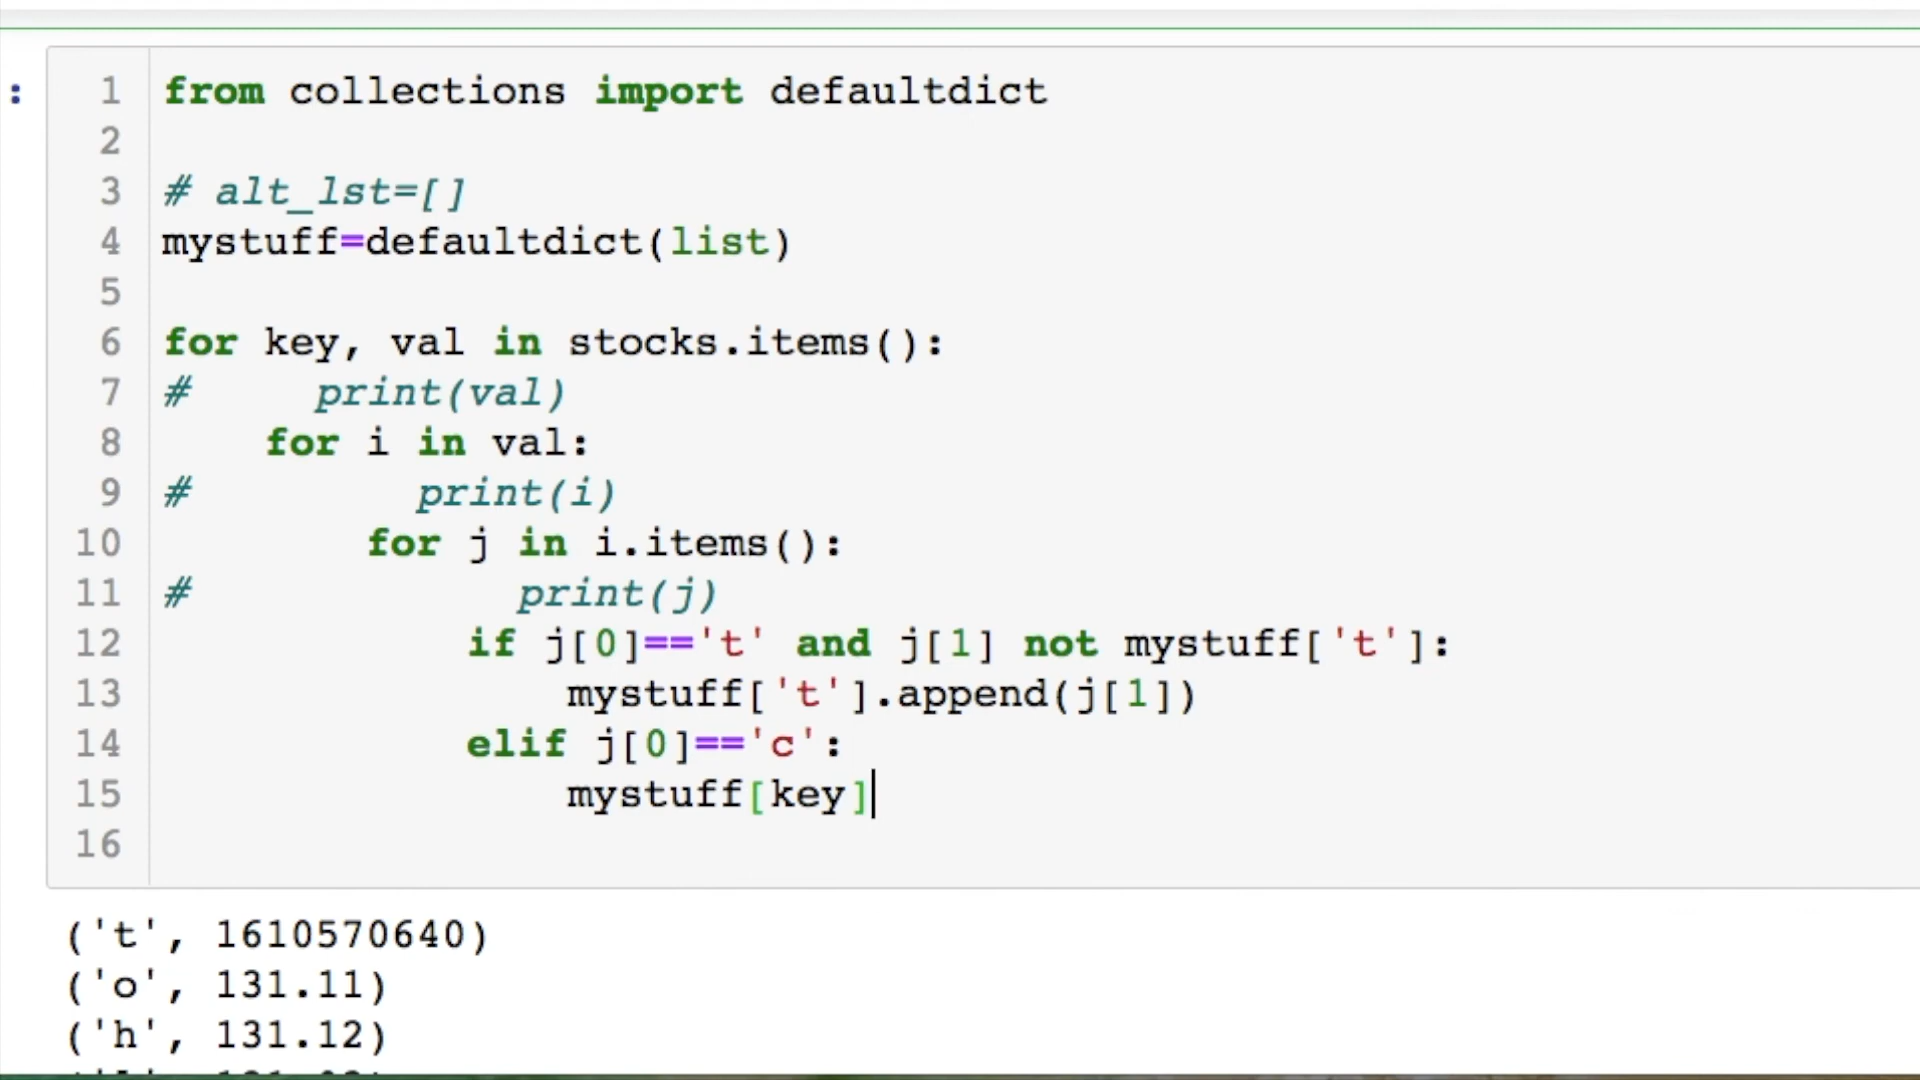 : 1 from collections import defaultdict
2
3 # alt_lst=[]
4 mystuff=defaultdict(list)
5
6 for key, val in stocks.items():
7 #     print(val)
8     for i in val:
9 #         print(i)
10         for j in i.items():
11 #             print(j)
12             if j[0]=='t' and j[1] not mystuff['t']:
13                 mystuff['t'].append(j[1])
14             elif j[0]=='c':
15                 mystuff[key]
16
('t', 1610570640)
('o', 131.11)
('h', 131.12)